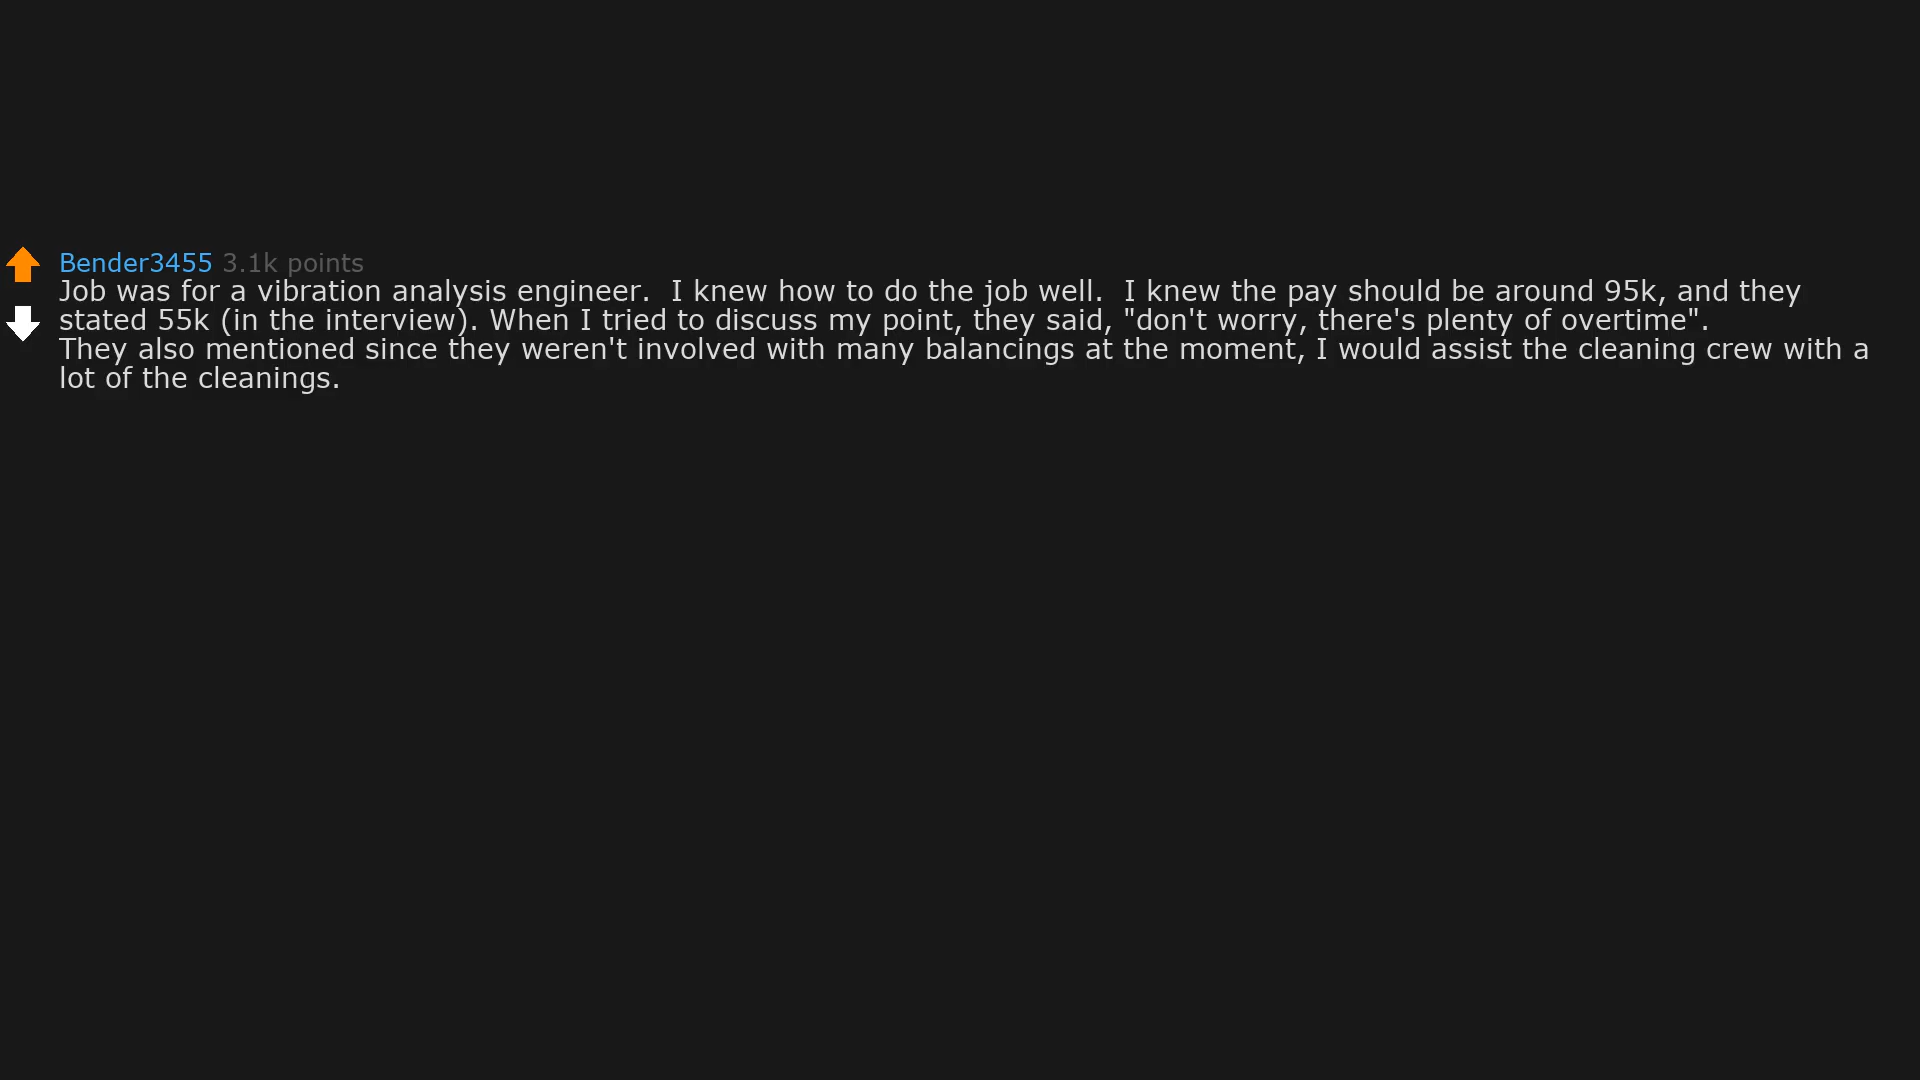 Bender3455 3.1k points
Job was for a vibration analysis engineer.  I knew how to do the job well.  I knew the pay should be around 95k, and they
stated 55k (in the interview). When I tried to discuss my point, they said, "don't worry, there's plenty of overtime".
They also mentioned since they weren't involved with many balancings at the moment, I would assist the cleaning crew with a
lot of the cleanings.